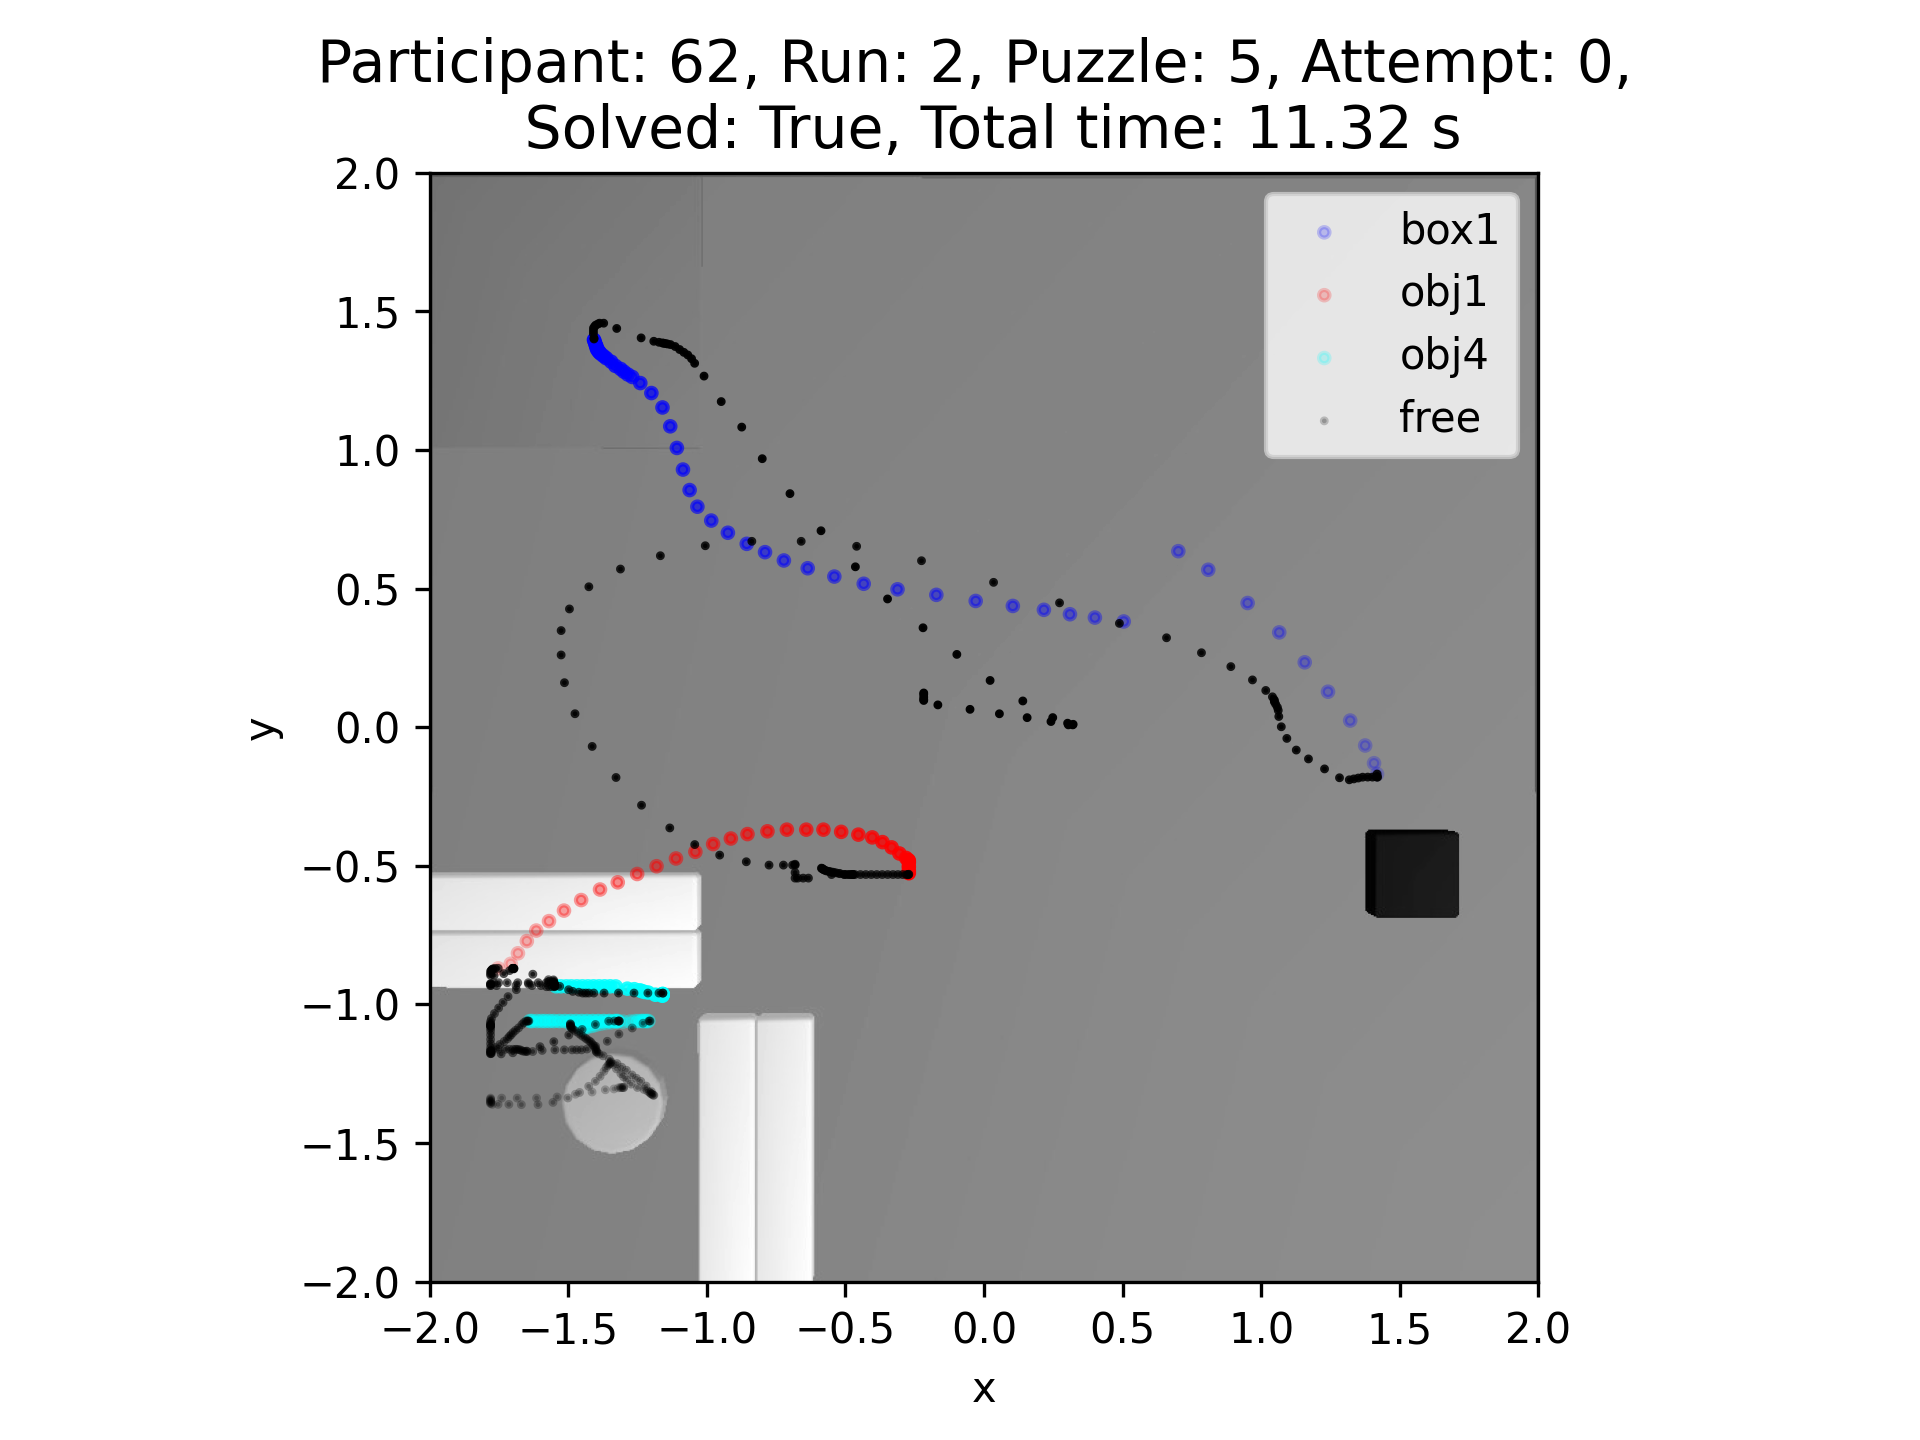 Participant: 62, Run: 2, Puzzle: 5, Attempt: 0,
Solved: True, Total time: 11.32 s
2.0
1.5
1.0
0.5
0.0
−0.5
−1.0
−1.5
−2.0
y
box1
obj1
obj4
free
−2.0 −1.5 −1.0 −0.5 0.0 0.5 1.0 1.5 2.0
x